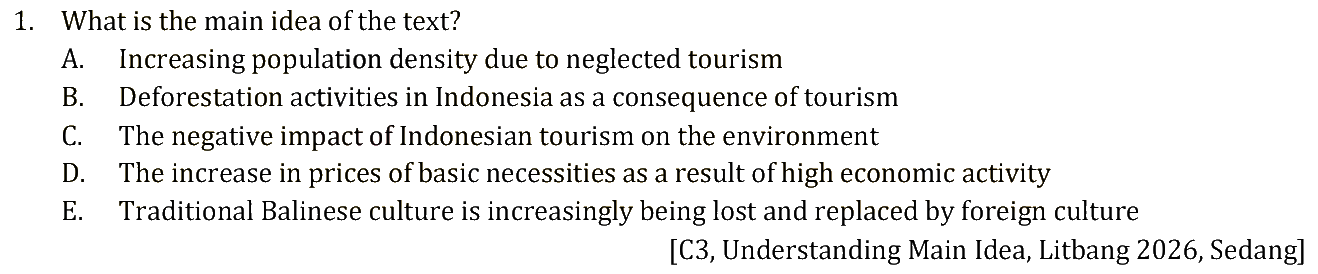 1. What is the main idea of the text?
A. Increasing population density due to neglected tourism
B. Deforestation activities in Indonesia as a consequence of tourism
C. The negative impact of Indonesian tourism on the environment
D. The increase in prices of basic necessities as a result of high economic activity
E. Traditional Balinese culture is increasingly being lost and replaced by foreign culture
[C3, Understanding Main Idea, Litbang 2026, Sedang]